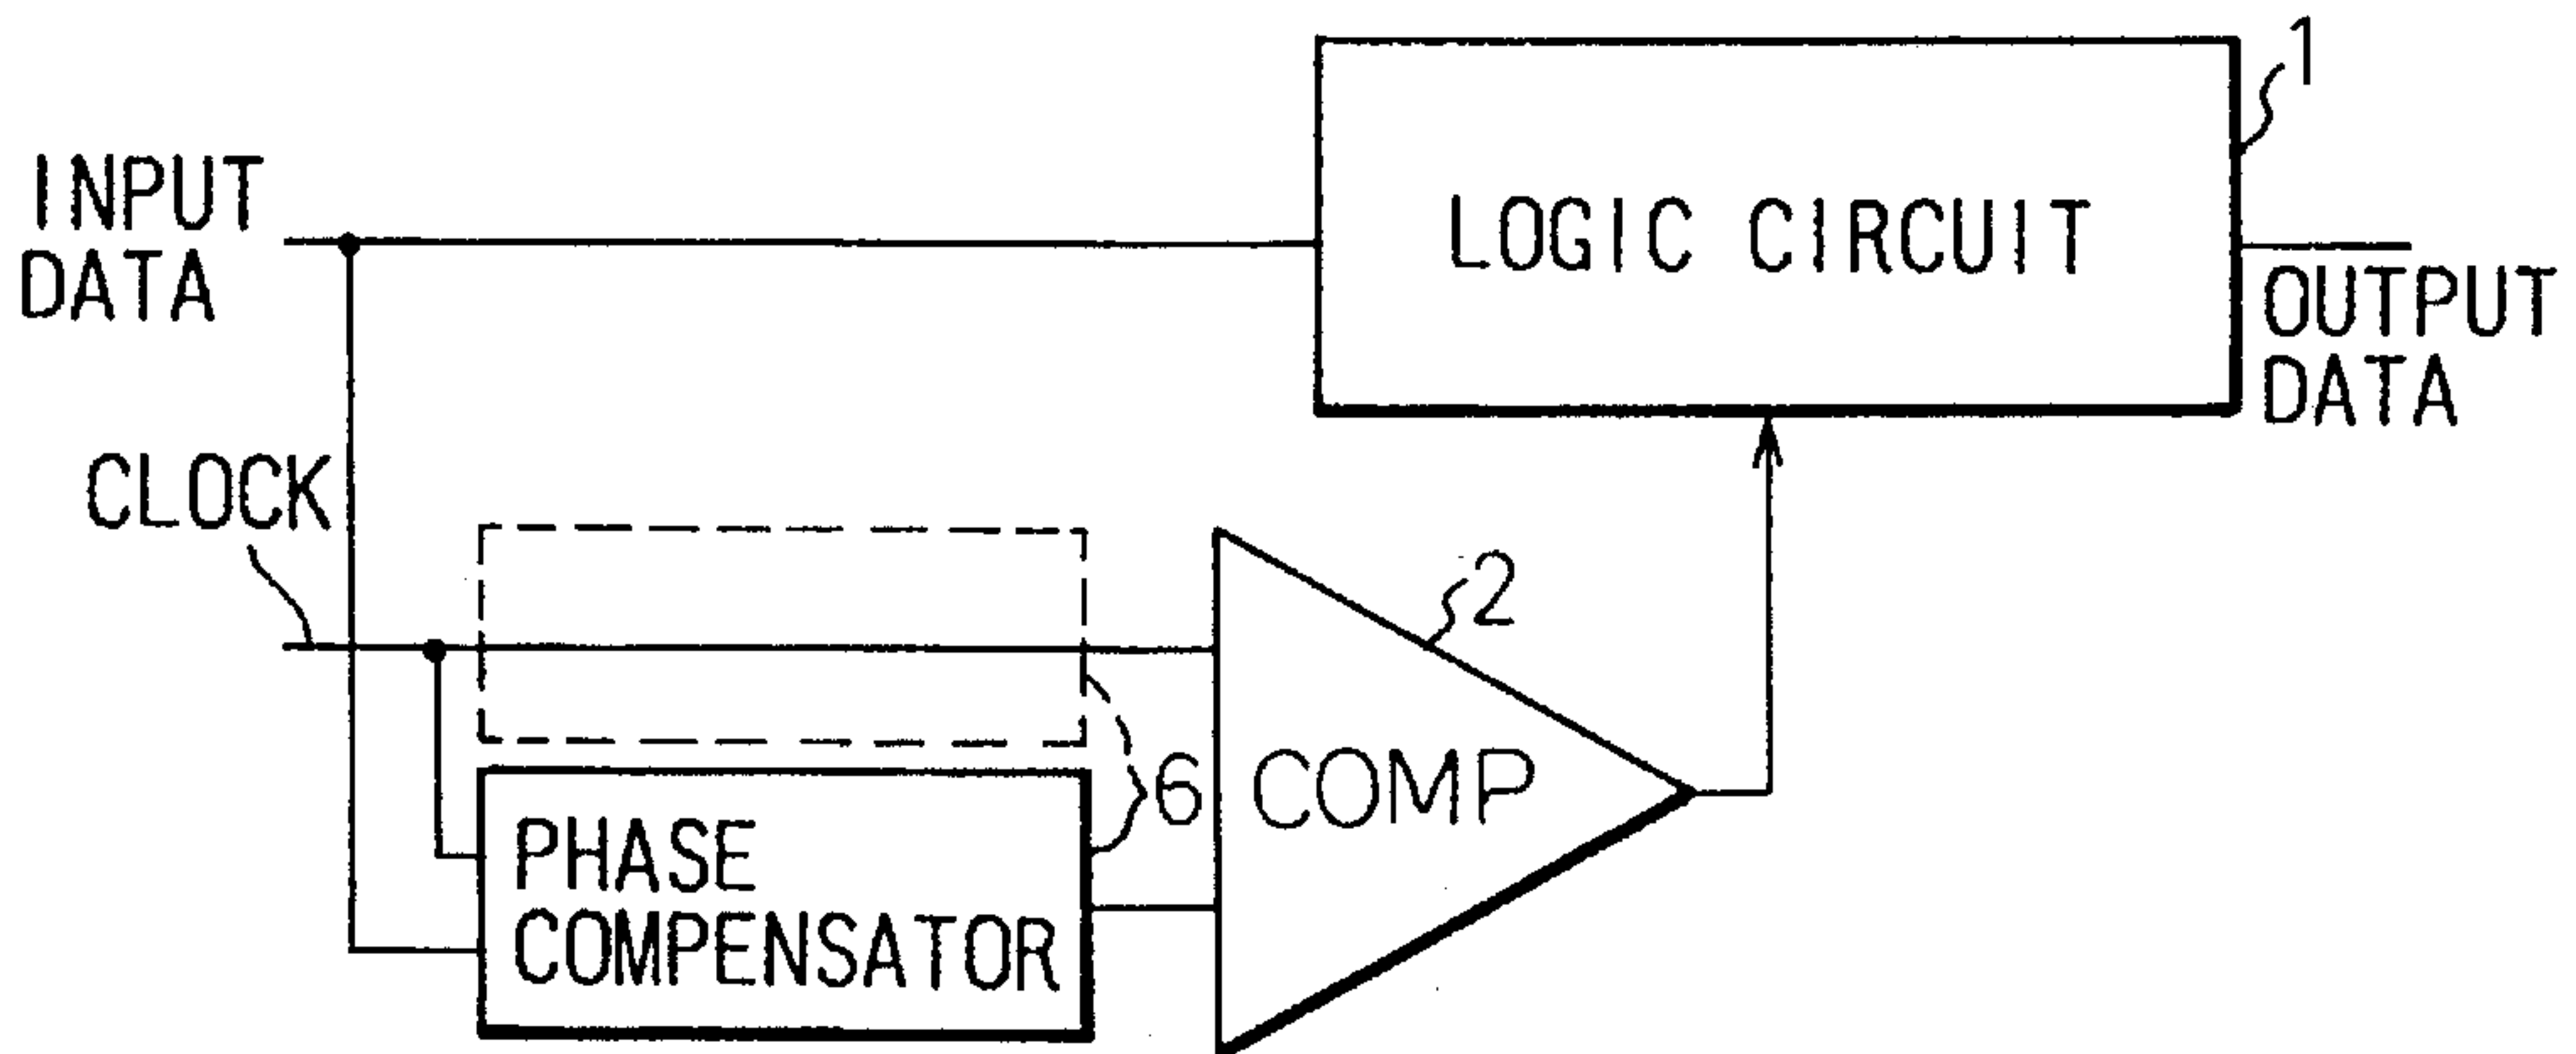 1
INPUT
DATA
LOGIC CIRCUIT
OUTPUT
DATA
CLOCK
2
6
COMP
PHASE
COMPENSATOR